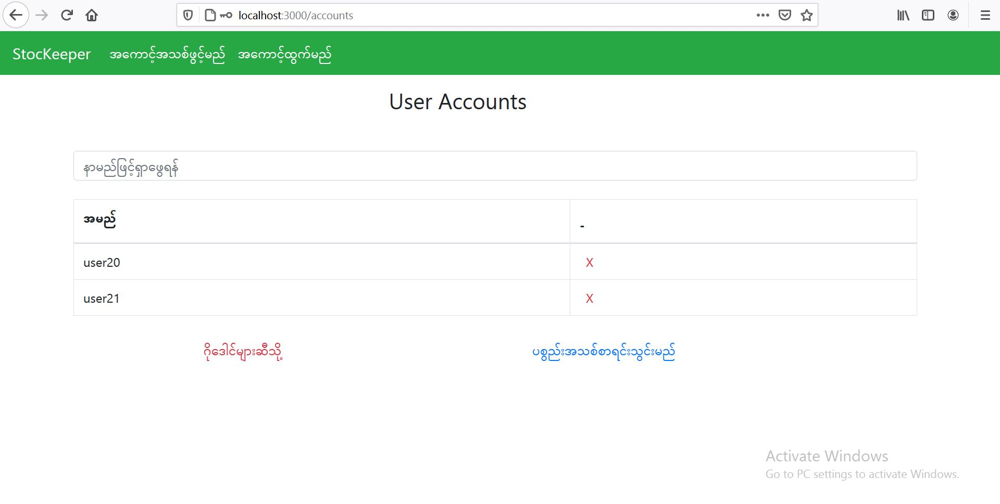 localhost:3000/accounts
StocKeeper အကောင့်အသစ်ဖွင့်မည် အကောင့်ထွက်မည်
User Accounts
နာမည်ဖြင့်ရှာဖွေရန်
အမည် -
user20 X
user21 X
ဂိုဒေါင်များဆီသို့ ပစ္စည်းအသစ်စာရင်းသွင်းမည်
Activate Windows
Go to PC settings to activate Windows.